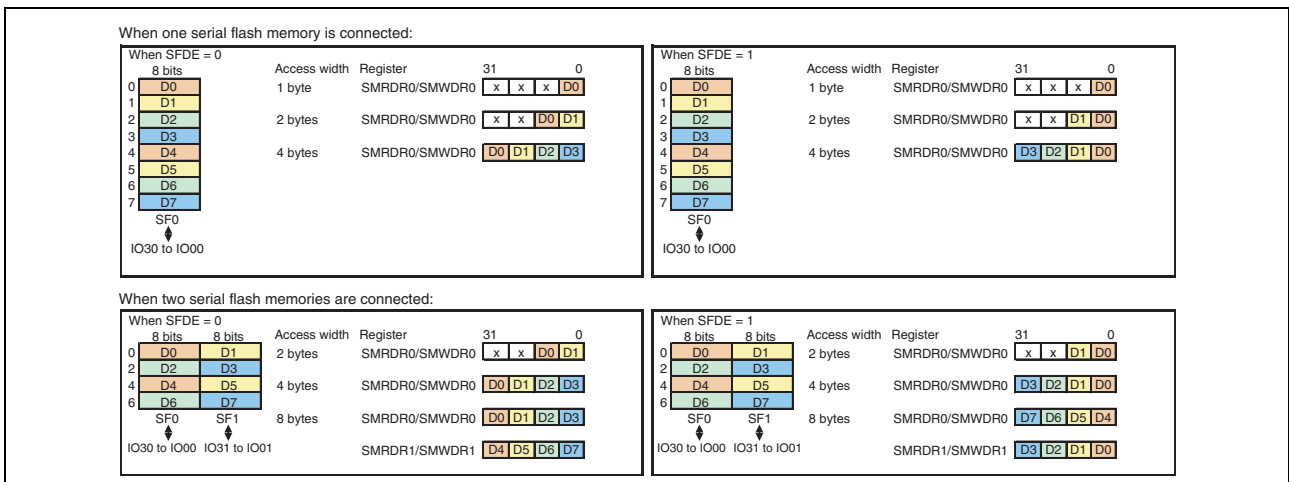 When one serial flash memory is connected:
When SFDE = 0
8 bits Access width Register 31 0
0 D0 1 byte SMRDR0/SMWDR0 x x x D0
1 D1
2 D2 2 bytes SMRDR0/SMWDR0 x x D0 D1
3 D3
4 D4 4 bytes SMRDR0/SMWDR0 D0 D1 D2 D3
5 D5
6 D6
7 D7
SF0
IO30 to IO00
When SFDE = 1
8 bits Access width Register 31 0
0 D0 1 byte SMRDR0/SMWDR0 x x x D0
1 D1
2 D2 2 bytes SMRDR0/SMWDR0 x x D1 D0
3 D3
4 D4 4 bytes SMRDR0/SMWDR0 D3 D2 D1 D0
5 D5
6 D6
7 D7
SF0
IO30 to IO00
When two serial flash memories are connected:
When SFDE = 0
8 bits 8 bits Access width Register 31 0
0 D0 D1 2 bytes SMRDR0/SMWDR0 x x D0 D1
2 D2 D3
4 D4 D5 4 bytes SMRDR0/SMWDR0 D0 D1 D2 D3
6 D6 D7
SF0 SF1 8 bytes SMRDR0/SMWDR0 D0 D1 D2 D3
IO30 to IO00 IO31 to IO01 SMRDR1/SMWDR1 D4 D5 D6 D7
When SFDE = 1
8 bits 8 bits Access width Register 31 0
0 D0 D1 2 bytes SMRDR0/SMWDR0 x x D1 D0
2 D2 D3
4 D4 D5 4 bytes SMRDR0/SMWDR0 D3 D2 D1 D0
6 D6 D7
SF0 SF1 8 bytes SMRDR0/SMWDR0 D7 D6 D5 D4
IO30 to IO00 IO31 to IO01 SMRDR1/SMWDR1 D3 D2 D1 D0